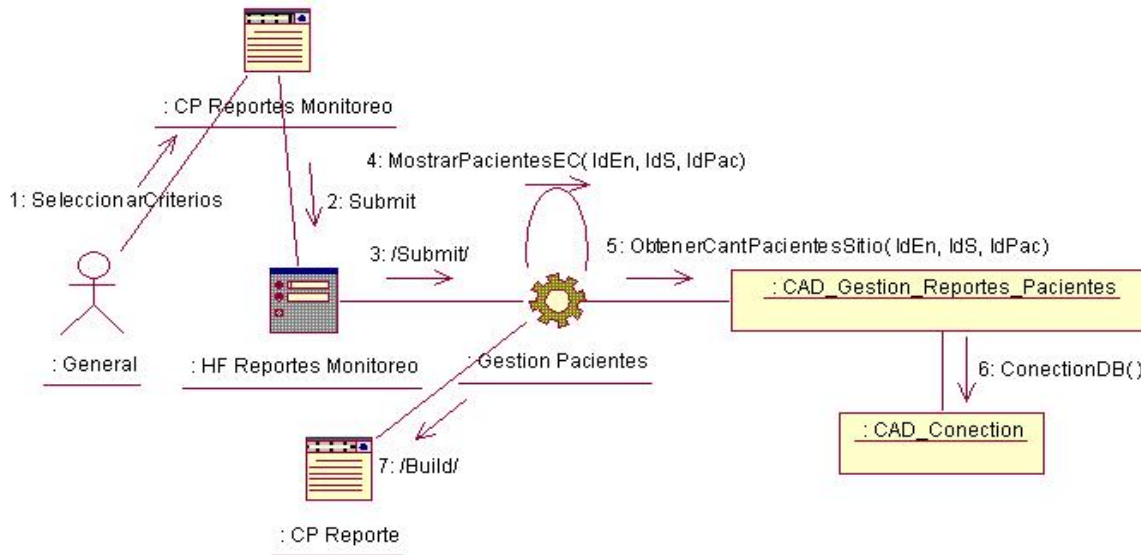 : CP Reportes Monitoreo
4: MostrarPacientesEC( IdEn, IdS, IdPac)
1: SeleccionarCriterios
2: Submit
3: /Submit/
5: ObtenerCantPacientesSitio( IdEn, IdS, IdPac)
: CAD_Gestion_Reportes_Pacientes
: General
: HF Reportes Monitoreo
: Gestion Pacientes
6: ConectionDB( )
: CAD_Conection
7: /Build/
: CP Reporte